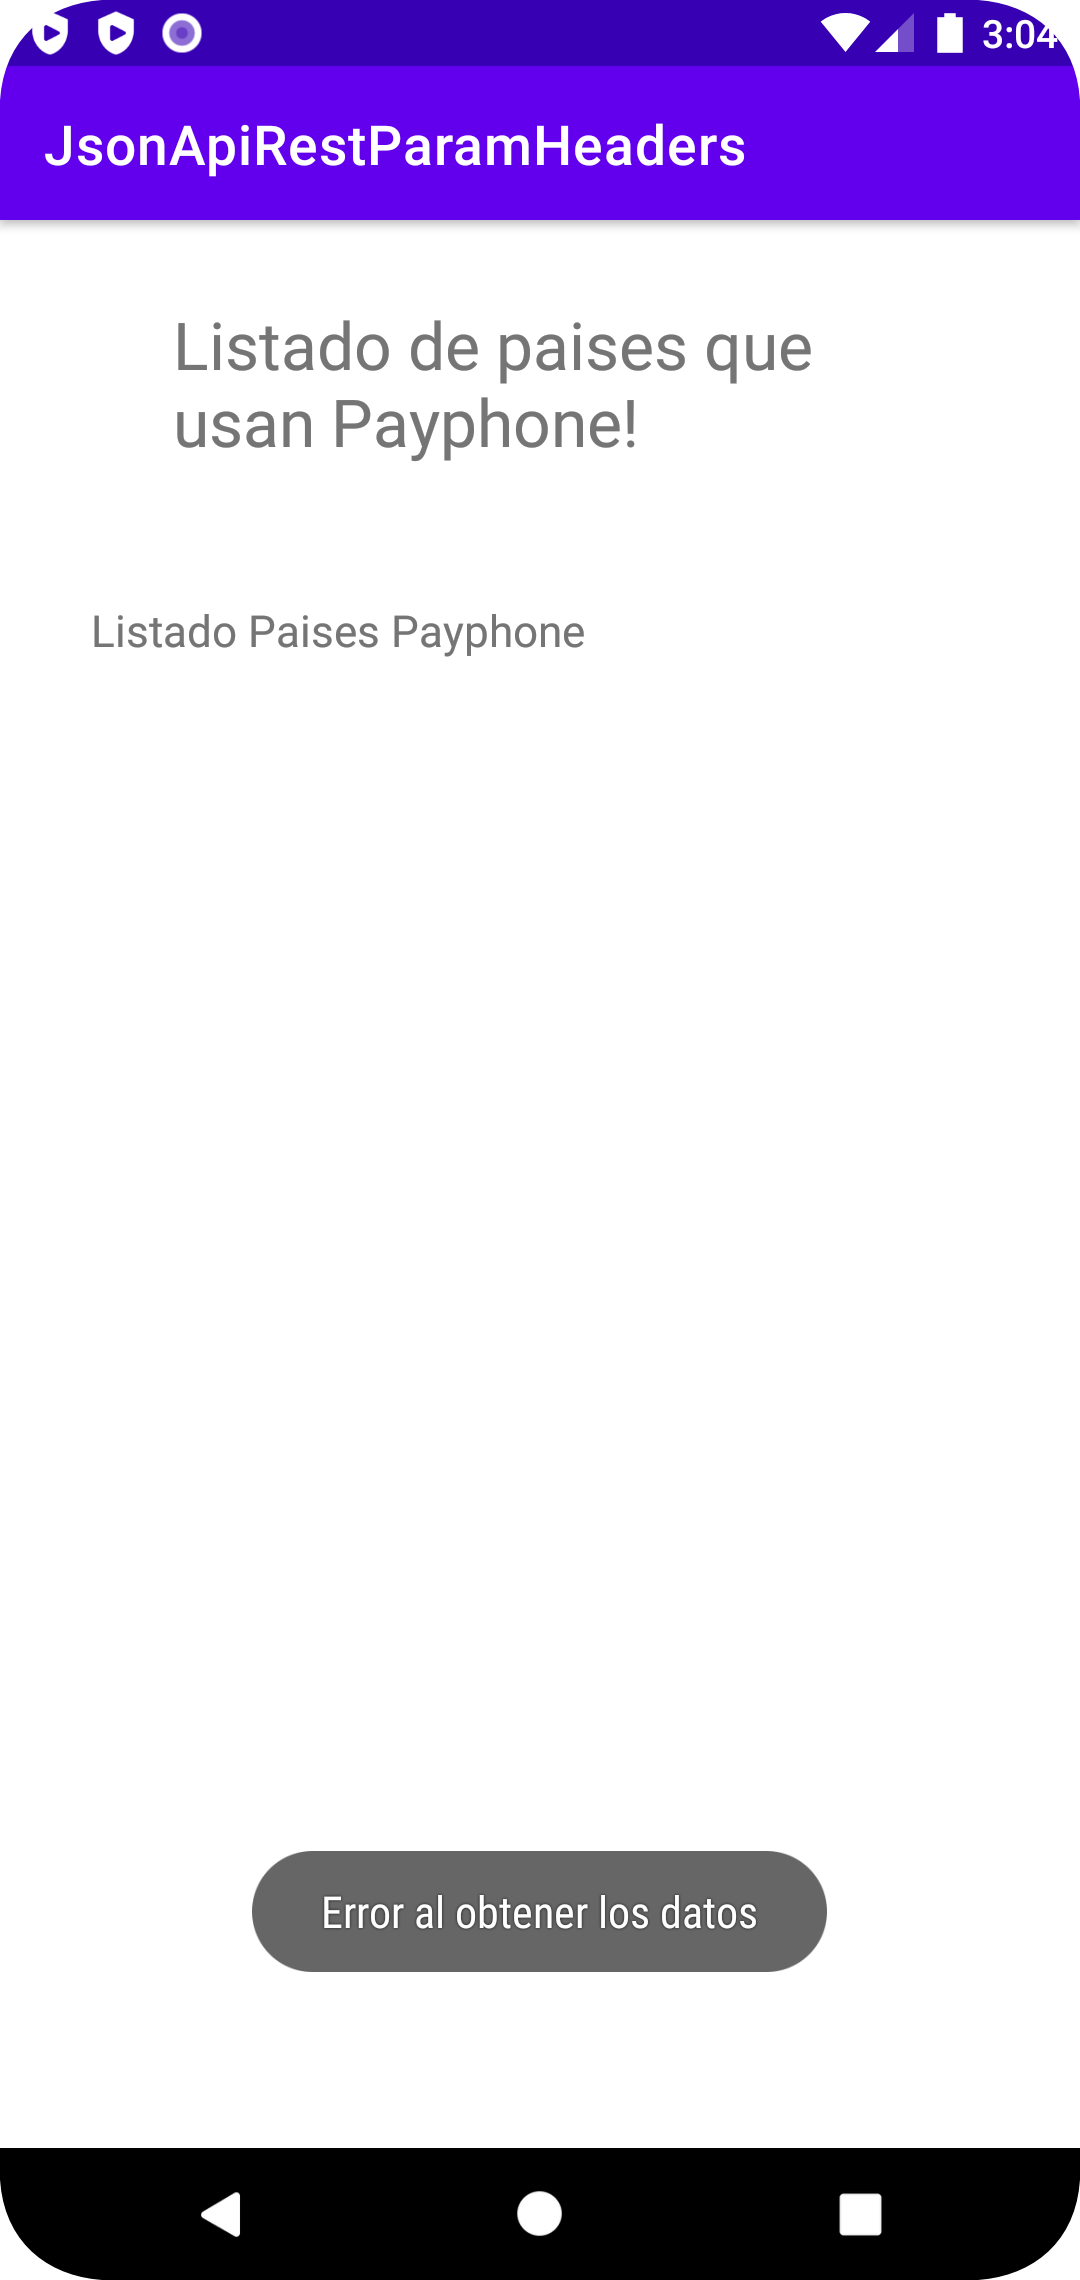 3:04
JsonApiRestParamHeaders
Listado de paises que
usan Payphone!
Listado Paises Payphone
Error al obtener los datos